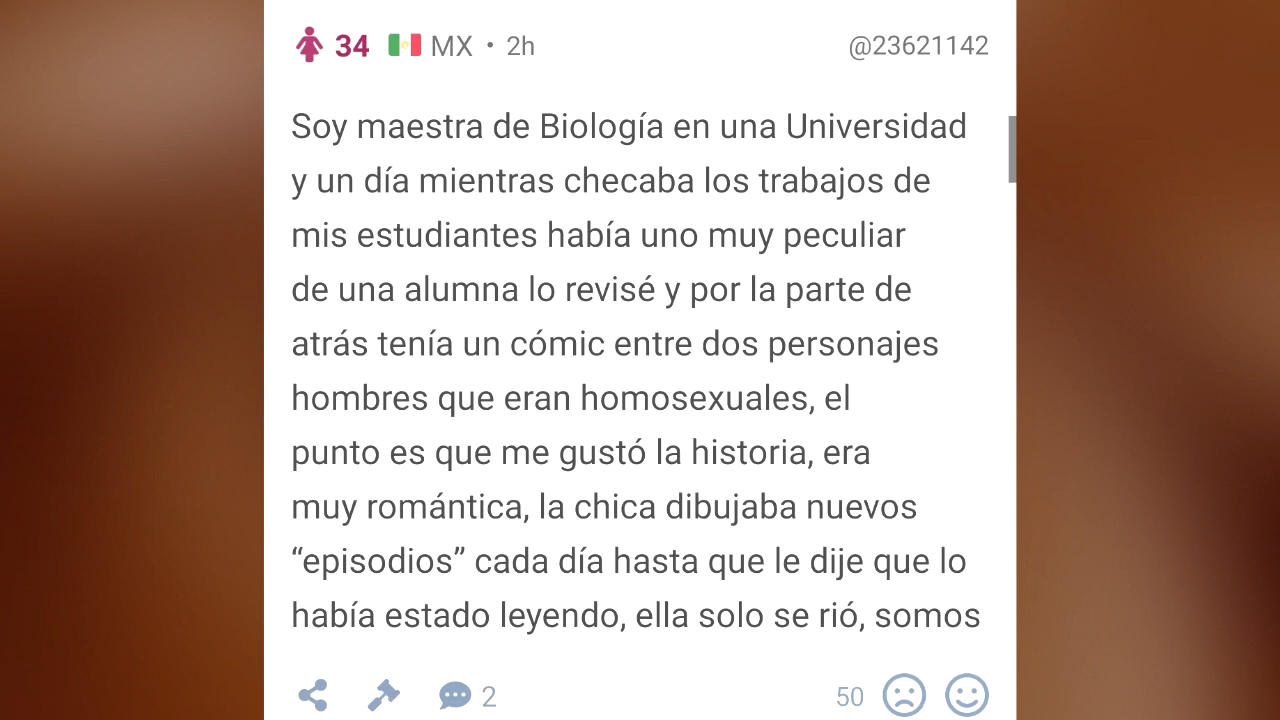 34 MX • 2h @23621142
Soy maestra de Biología en una Universidad
y un día mientras checaba los trabajos de
mis estudiantes había uno muy peculiar
de una alumna lo revisé y por la parte de
atrás tenía un cómic entre dos personajes
hombres que eran homosexuales, el
punto es que me gustó la historia, era
muy romántica, la chica dibujaba nuevos
“episodios” cada día hasta que le dije que lo
había estado leyendo, ella solo se rió, somos
2 50